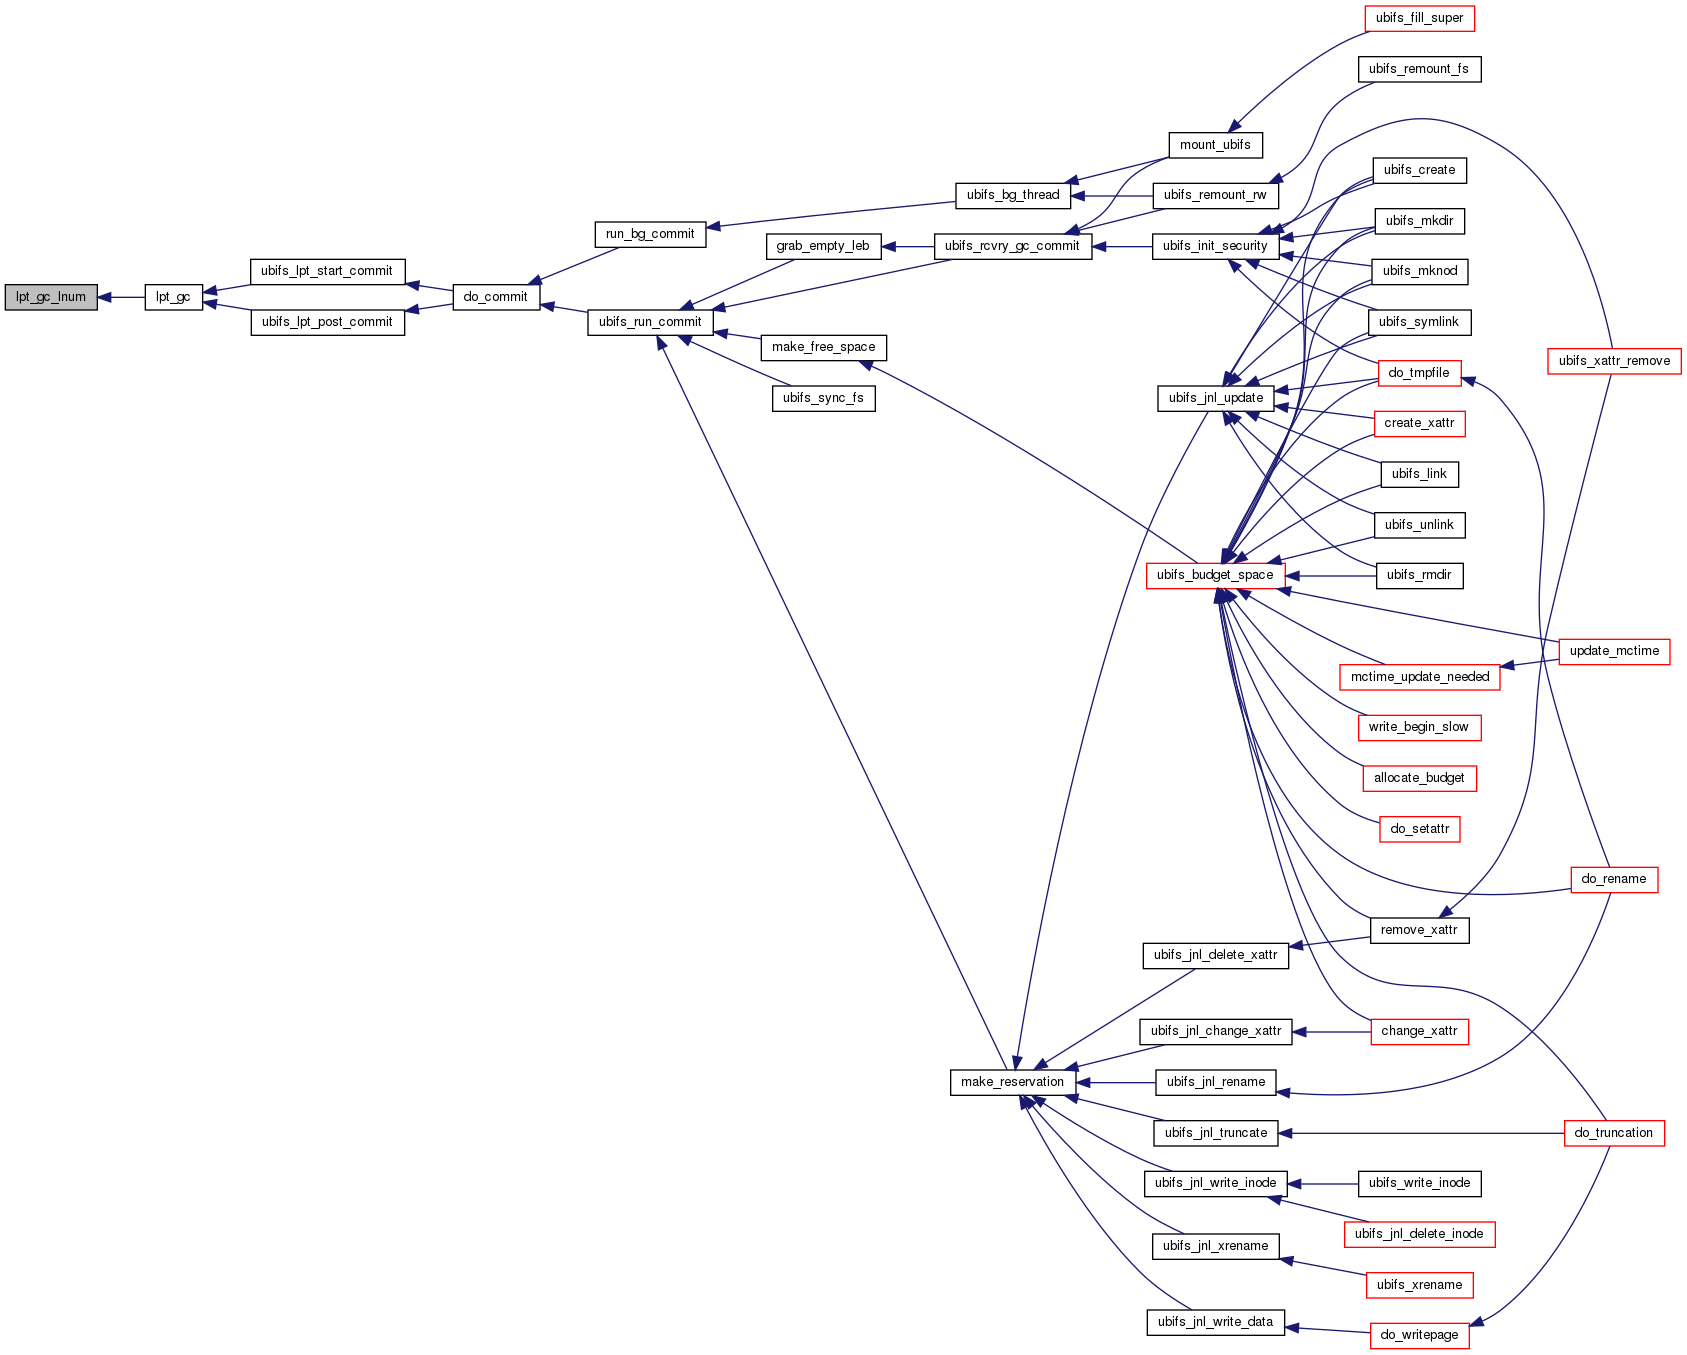 ubifs_fill_super
ubifs_remount_fs
mount_ubifs
ubifs_create
ubifs_bg_thread
ubifs_remount_rw
ubifs_mkdir
run_bg_commit
grab_empty_leb
ubifs_rcvry_gc_commit
ubifs_init_security
ubifs_lpt_start_commit
ubifs_mknod
lpt_gc_lnum
lpt_gc
do_commit
ubifs_lpt_post_commit
ubifs_run_commit
ubifs_symlink
make_free_space
ubifs_xattr_remove
do_tmpfile
ubifs_sync_fs
ubifs_jnl_update
create_xattr
ubifs_link
ubifs_unlink
ubifs_budget_space
ubifs_rmdir
update_mctime
mctime_update_needed
write_begin_slow
allocate_budget
do_setattr
do_rename
remove_xattr
ubifs_jnl_delete_xattr
ubifs_jnl_change_xattr
change_xattr
make_reservation
ubifs_jnl_rename
ubifs_jnl_truncate
do_truncation
ubifs_jnl_write_inode
ubifs_write_inode
ubifs_jnl_delete_inode
ubifs_jnl_xrename
ubifs_xrename
ubifs_jnl_write_data
do_writepage